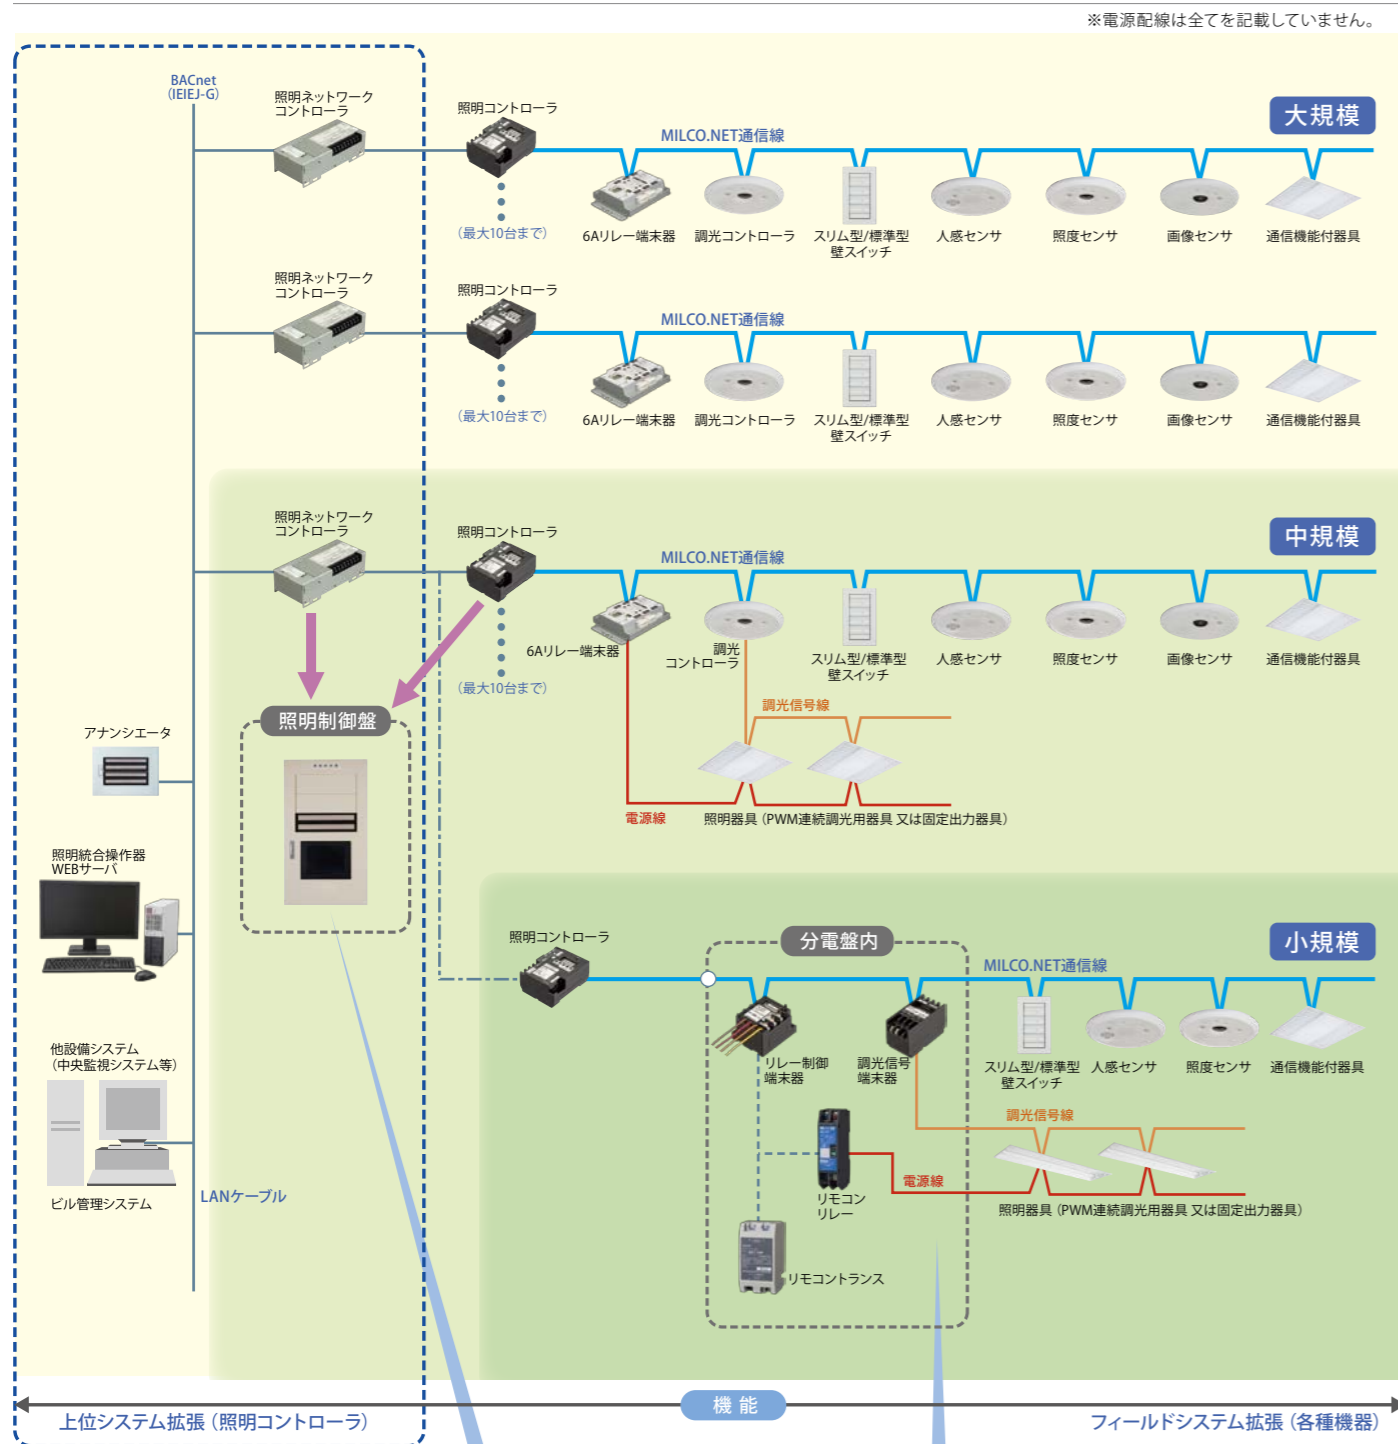 ※電源配線は全てを記載していません。
BACnet
(IEIEJ-G)
照明ネットワーク
コントローラ
照明コントローラ
MILCO.NET通信線
大規模
(最大10台まで)
6Aリレー端末器
調光コントローラ
スリム型/標準型
壁スイッチ
人感センサ
照度センサ
画像センサ
通信機能付器具
照明ネットワーク
コントローラ
照明コントローラ
MILCO.NET通信線
(最大10台まで)
6Aリレー端末器
調光コントローラ
スリム型/標準型
壁スイッチ
人感センサ
照度センサ
画像センサ
通信機能付器具
照明ネットワーク
コントローラ
照明コントローラ
MILCO.NET通信線
中規模
(最大10台まで)
6Aリレー端末器
調光
コントローラ
スリム型/標準型
壁スイッチ
人感センサ
照度センサ
画像センサ
通信機能付器具
調光信号線
電源線
照明器具 (PWM連続調光用器具 又は固定出力器具)
照明制御盤
アナンシエータ
照明統合操作器
WEBサーバ
他設備システム
(中央監視システム等)
ビル管理システム
LANケーブル
照明コントローラ
分電盤内
MILCO.NET通信線
小規模
リレー制御
端末器
調光信号
端末器
スリム型/標準型
壁スイッチ
人感センサ
照度センサ
通信機能付器具
調光信号線
電源線
リモコン
リレー
照明器具 (PWM連続調光用器具 又は固定出力器具)
リモコントランス
機 能
上位システム拡張 (照明コントローラ)
フィールドシステム拡張 (各種機器)